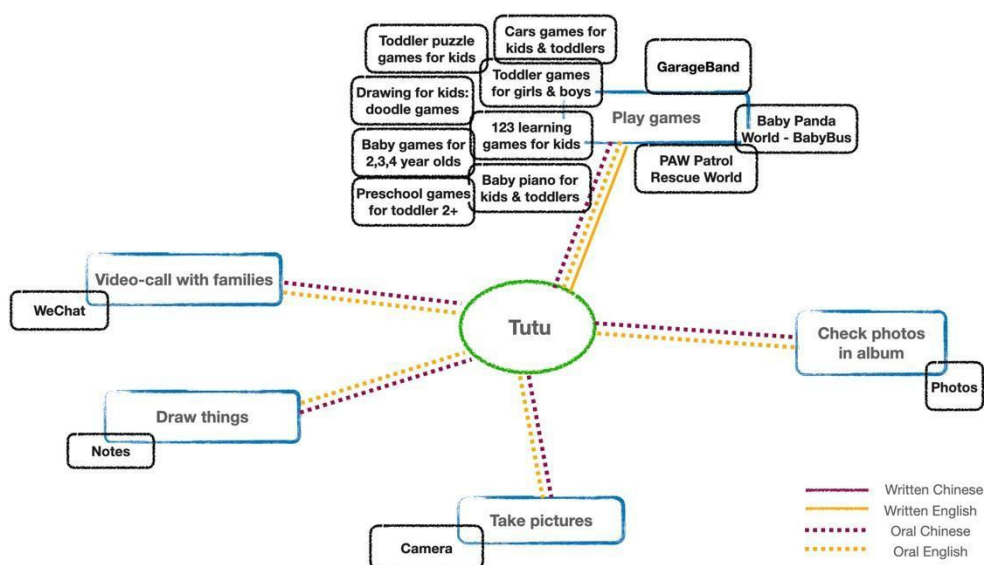 Cars games for
kids & toddlers
Toddler puzzle
games for kids
GarageBand
Toddler games
for girls & boys
Drawing for kids:
doodle games
Play games
Baby Panda
World - BabyBus
123 learning
games for kids
Baby games for
2,3,4 year olds
PAW Patrol
Rescue World
Baby piano for
kids & toddlers
Preschool games
for toddler 2+
Video-call with families
WeChat
Tutu
Check photos
in album
Photos
Draw things
Notes
Take pictures
Camera
Written Chinese
Written English
Oral Chinese
Oral English